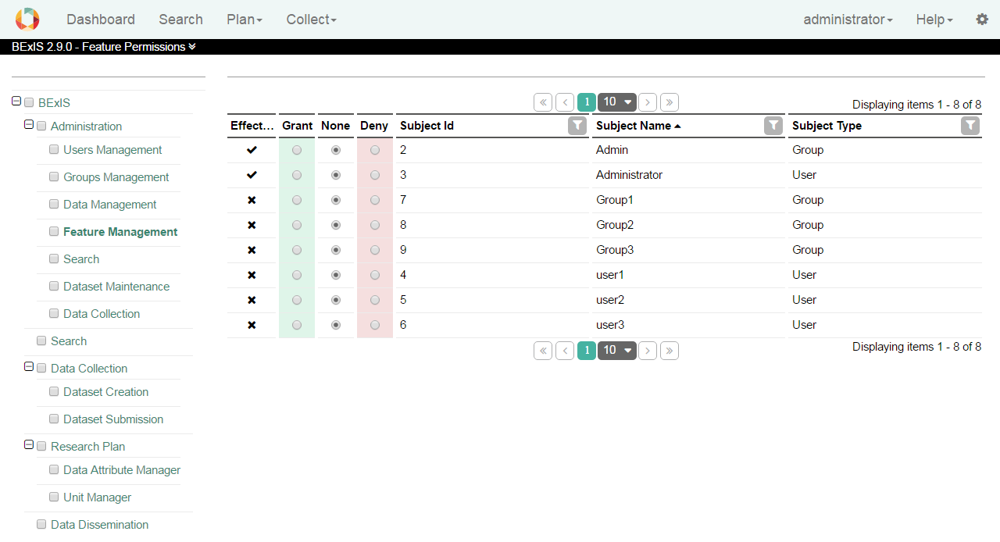 Dashboard Search Plan Collect administrator Help
BExIS 2.9.0 - Feature Permissions
BExIS
Administration
Users Management
Groups Management
Data Management
Feature Management
Search
Dataset Maintenance
Data Collection
Search
Data Collection
Dataset Creation
Dataset Submission
Research Plan
Data Attribute Manager
Unit Manager
Data Dissemination
« ‹ 1 10 › » Displaying items 1 - 8 of 8
Effect... Grant None Deny Subject Id Subject Name Subject Type
2 Admin Group
3 Administrator User
7 Group1 Group
8 Group2 Group
9 Group3 Group
4 user1 User
5 user2 User
6 user3 User
« ‹ 1 10 › » Displaying items 1 - 8 of 8